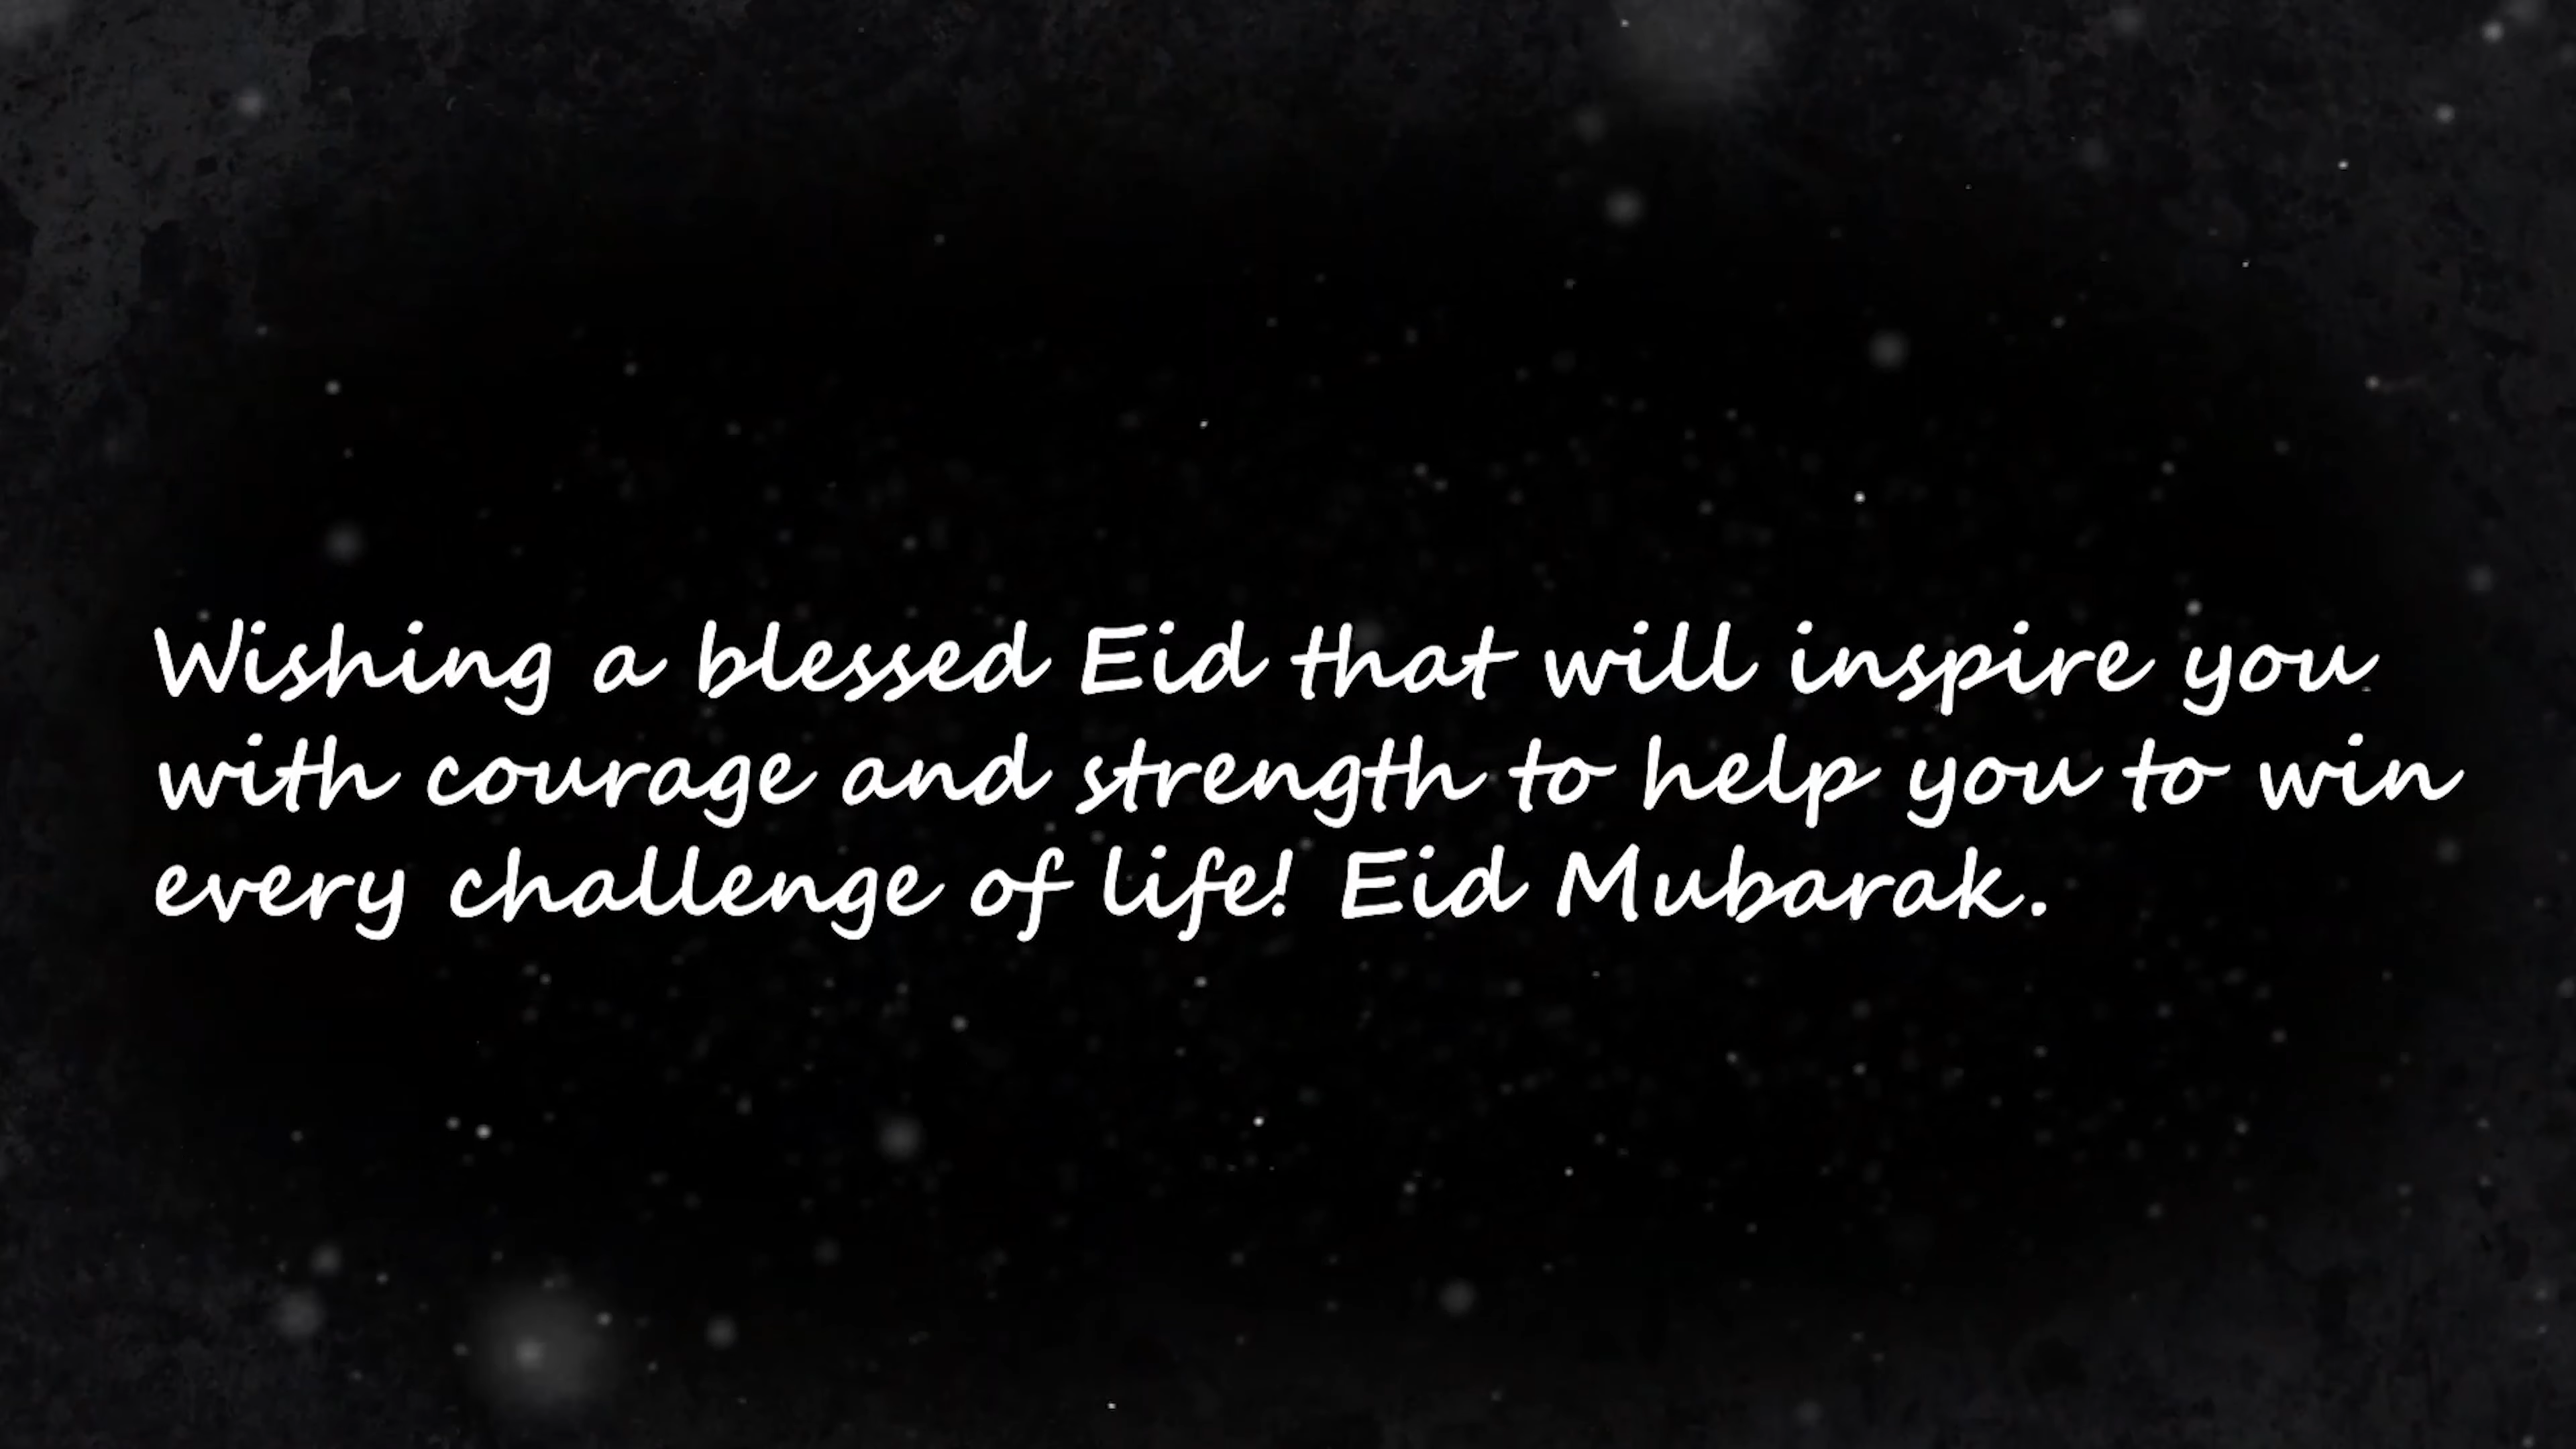 Wishing a blessed Eid that will inspire you
with courage and strength to help you to win
every challenge of life! Eid Mubarak.